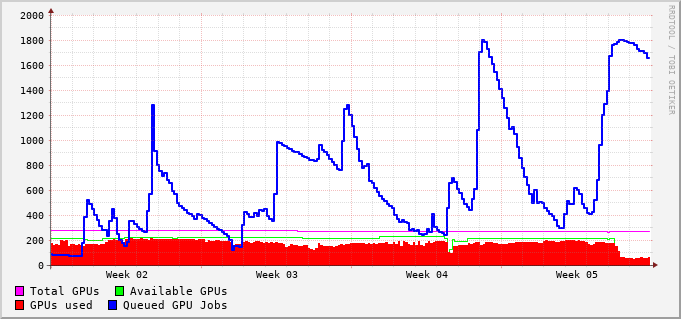 2000
1800
1600
1400
1200
1000
800
600
400
200
0
Week 02 Week 03 Week 04 Week 05
Total GPUs Available GPUs
GPUs used Queued GPU Jobs
RRDTOOL / TOBI OETIKER